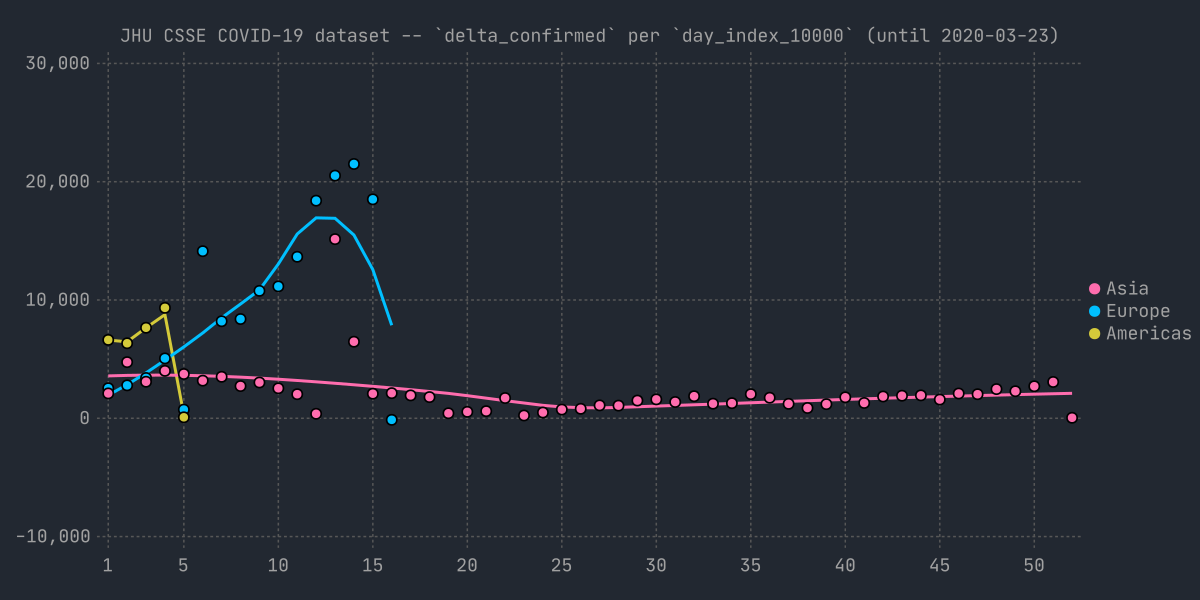 JHU CSSE COVID-19 dataset -- `delta_confirmed` per `day_index_10000` (until 2020-03-23)
30,000
20,000
10,000
0
-10,000
1 5 10 15 20 25 30 35 40 45 50
Asia
Europe
Americas